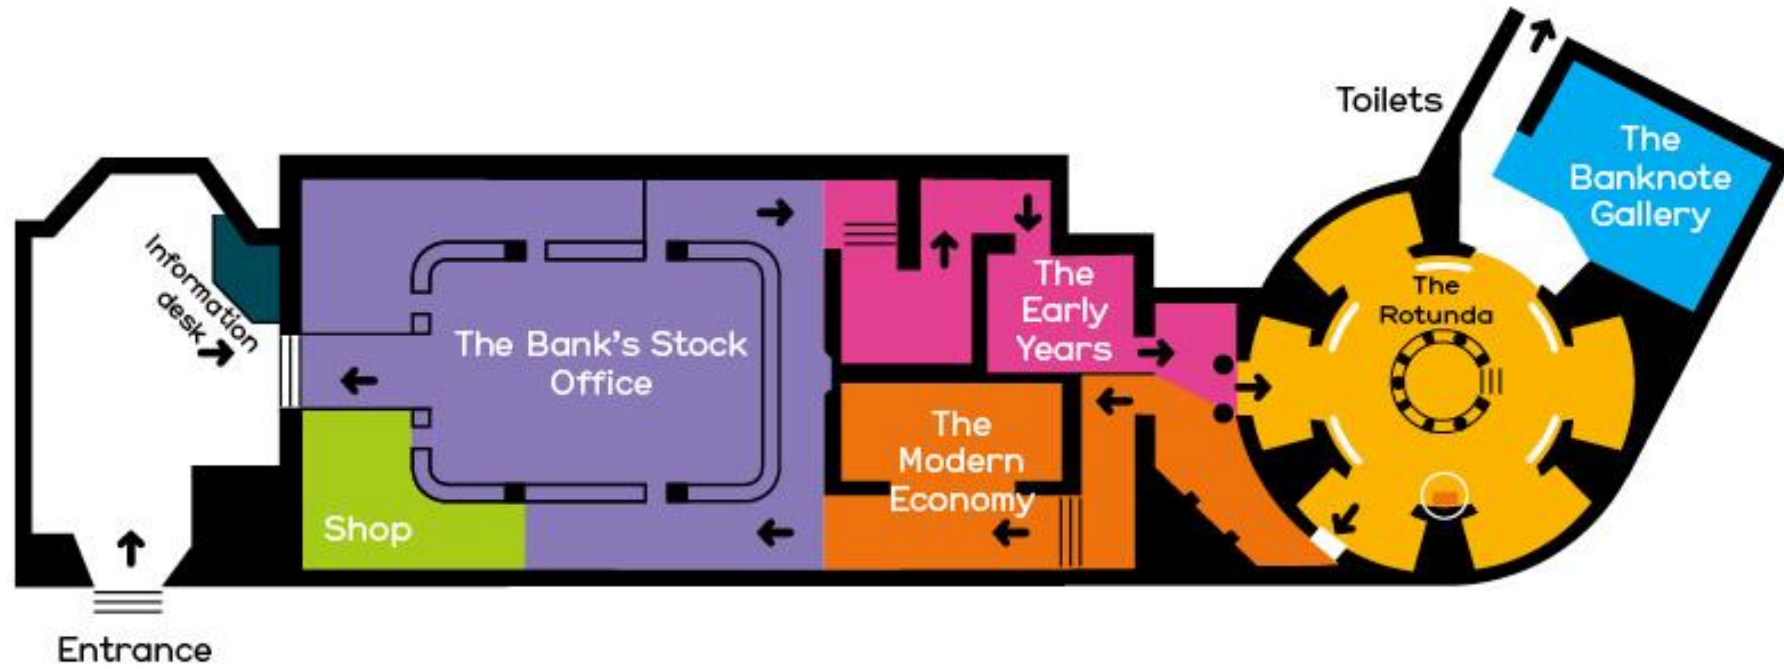 Toilets
The
Banknote
Gallery
Information
desk
The
Rotunda
The
Early
Years
The Bank's Stock
Office
The
Modern
Economy
Shop
Entrance